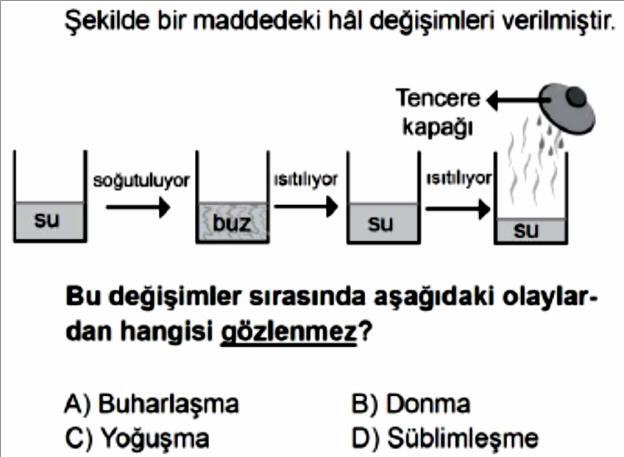 Şekilde bir maddedeki hâl değişimleri verilmiştir.
Tencere
kapağı
soğutuluyor
ısıtılıyor
ısıtılıyor
su
buz
su
su
Bu değişimler sırasında aşağıdaki olaylar-
dan hangisi gözlenmez?
A) Buharlaşma
B) Donma
C) Yoğuşma
D) Süblimleşme